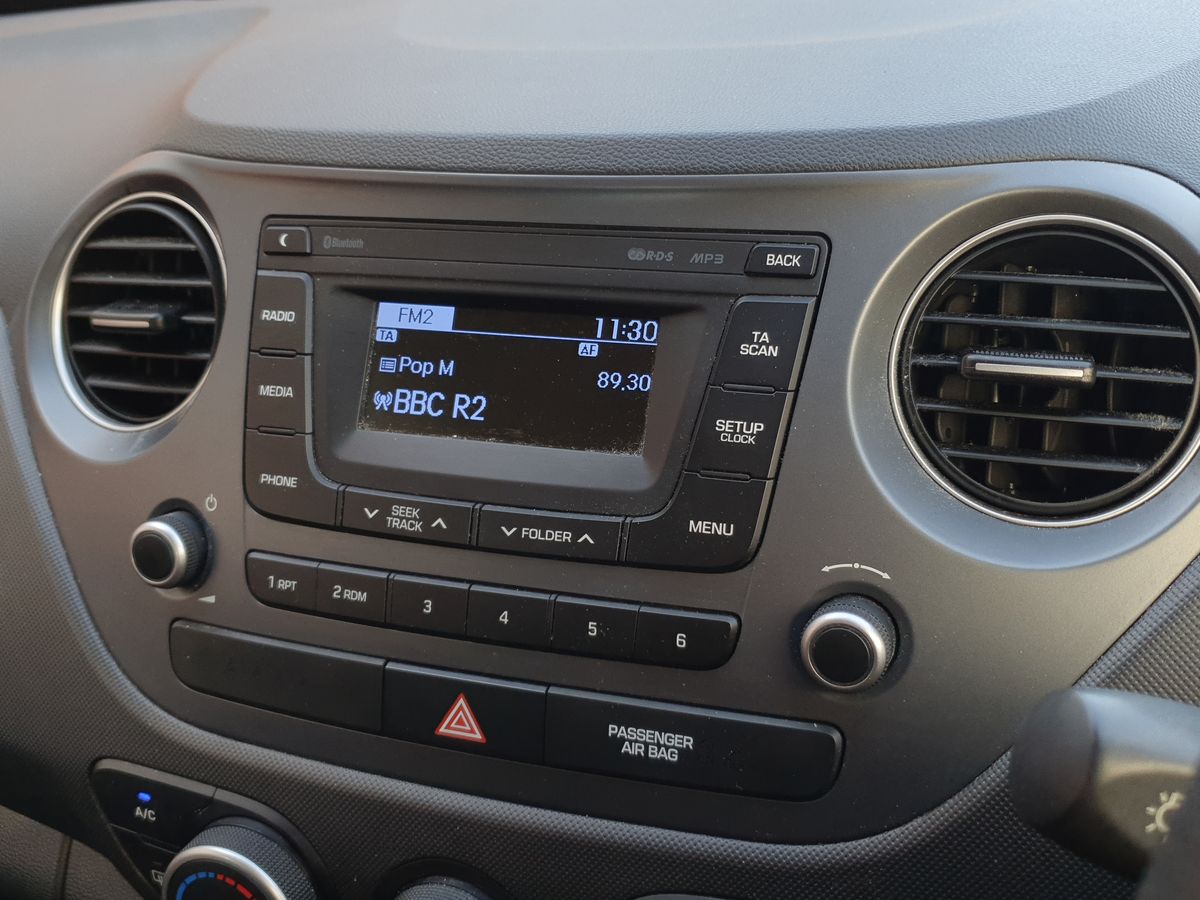 Bluetooth
R·D·S
MP3
BACK
RADIO
MEDIA
PHONE
FM2
11:30
TA
AF
Pop M
89.30
BBC R2
TA
SCAN
SETUP
CLOCK
MENU
SEEK
TRACK
FOLDER
1 RPT
2 RDM
3
4
5
6
PASSENGER
AIR BAG
A/C